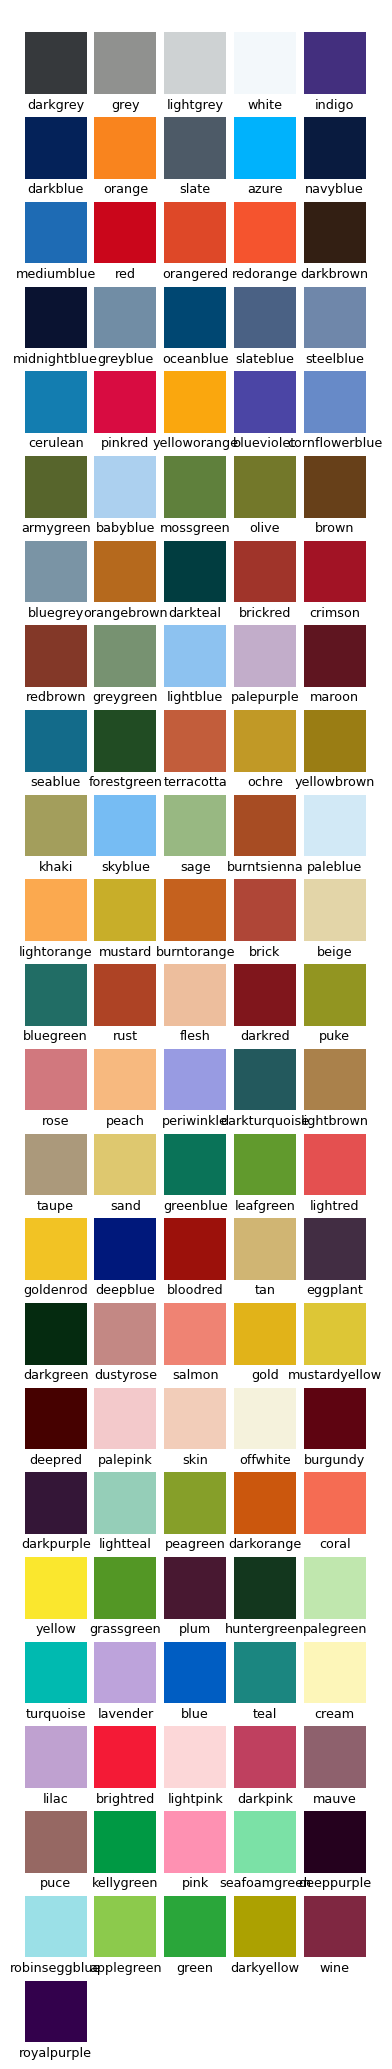 darkgrey grey lightgrey white indigo
darkblue orange slate azure navyblue
mediumblue red orangered redorange darkbrown
midnightblue greyblue oceanblue slateblue steelblue
cerulean pinkred yelloworange blueviolet cornflowerblue
armygreen babyblue mossgreen olive brown
bluegrey orangebrown darkteal brickred crimson
redbrown greygreen lightblue palepurple maroon
seablue forestgreen terracotta ochre yellowbrown
khaki skyblue sage burntsienna paleblue
lightorange mustard burntorange brick beige
bluegreen rust flesh darkred puke
rose peach periwinkle darkturquoise lightbrown
taupe sand greenblue leafgreen lightred
goldenrod deepblue bloodred tan eggplant
darkgreen dustyrose salmon gold mustardyellow
deepred palepink skin offwhite burgundy
darkpurple lightteal peagreen darkorange coral
yellow grassgreen plum huntergreen palegreen
turquoise lavender blue teal cream
lilac brightred lightpink darkpink mauve
puce kellygreen pink seafoamgreen deeppurple
robinseggblue applegreen green darkyellow wine
royalpurple